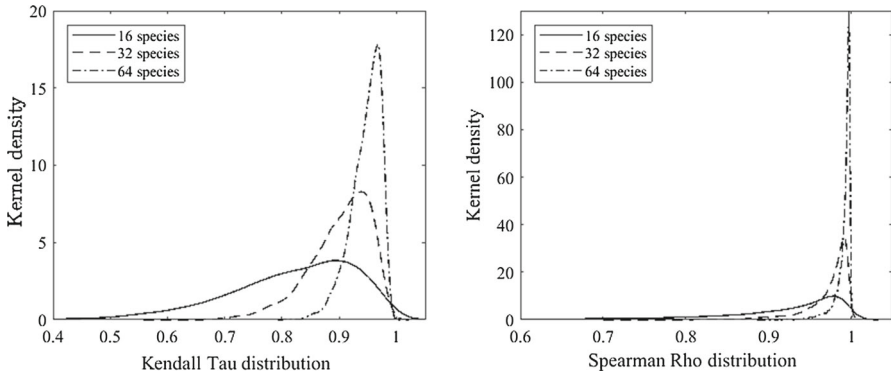 20
15
10
5
0
Kernel density
16 species
32 species
64 species
0.4 0.5 0.6 0.7 0.8 0.9 1
Kendall Tau distribution
120
100
80
60
40
20
0
Kernel density
16 species
32 species
64 species
0.6 0.7 0.8 0.9 1
Spearman Rho distribution